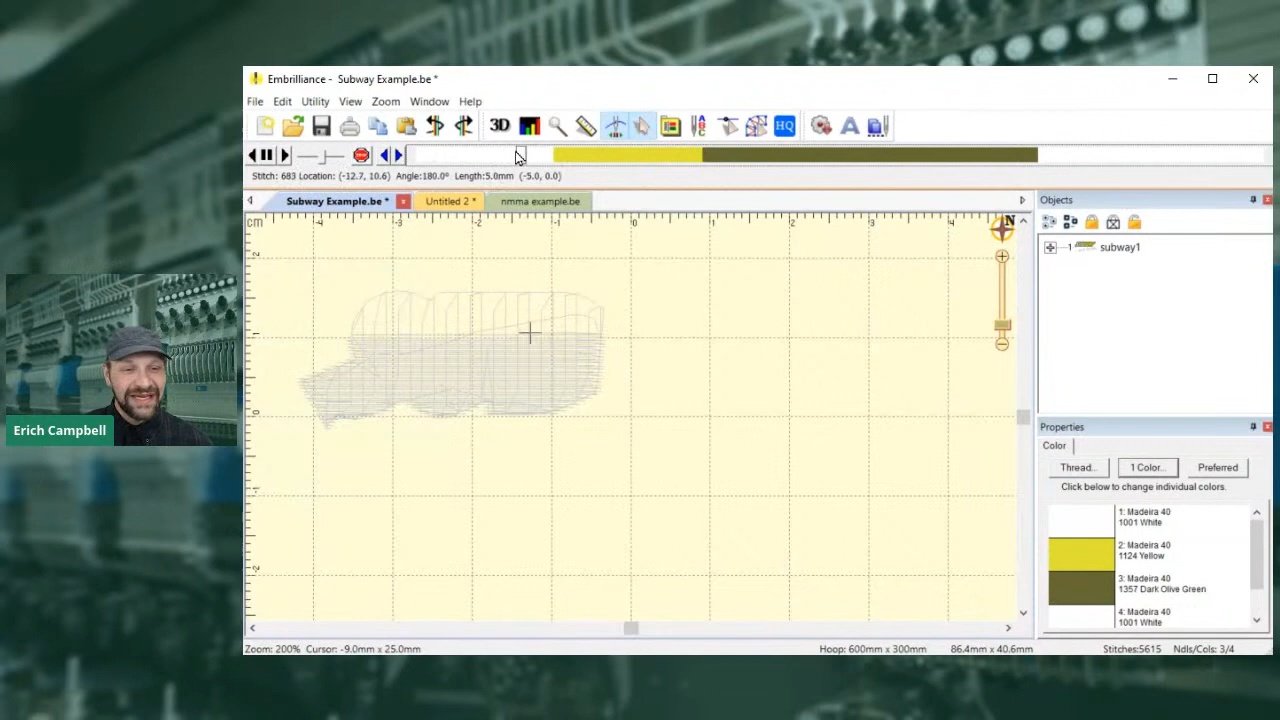 Embrilliance - Subway Example.be *
File Edit Utility View Zoom Window Help
3D HQ
Stitch: 683 Location: (-12.7, 10.6) Angle:180.0° Length:5.0mm (-5.0, 0.0)
Subway Example.be * Untitled 2 * nmma example.be
Objects
cm -4 -3 -2 -1 0 1 2 3 4
N
1 subway1
Erich Campbell
Properties
Color
Thread... 1 Color... Preferred
Click below to change individual colors.
1: Madeira 40
1001 White
2: Madeira 40
1124 Yellow
3: Madeira 40
1357 Dark Olive Green
4: Madeira 40
1001 White
Zoom: 200% Cursor: -9.0mm x 25.0mm Hoop: 600mm x 300mm 86.4mm x 40.6mm Stitches:5615 Ndls/Cols: 3/4